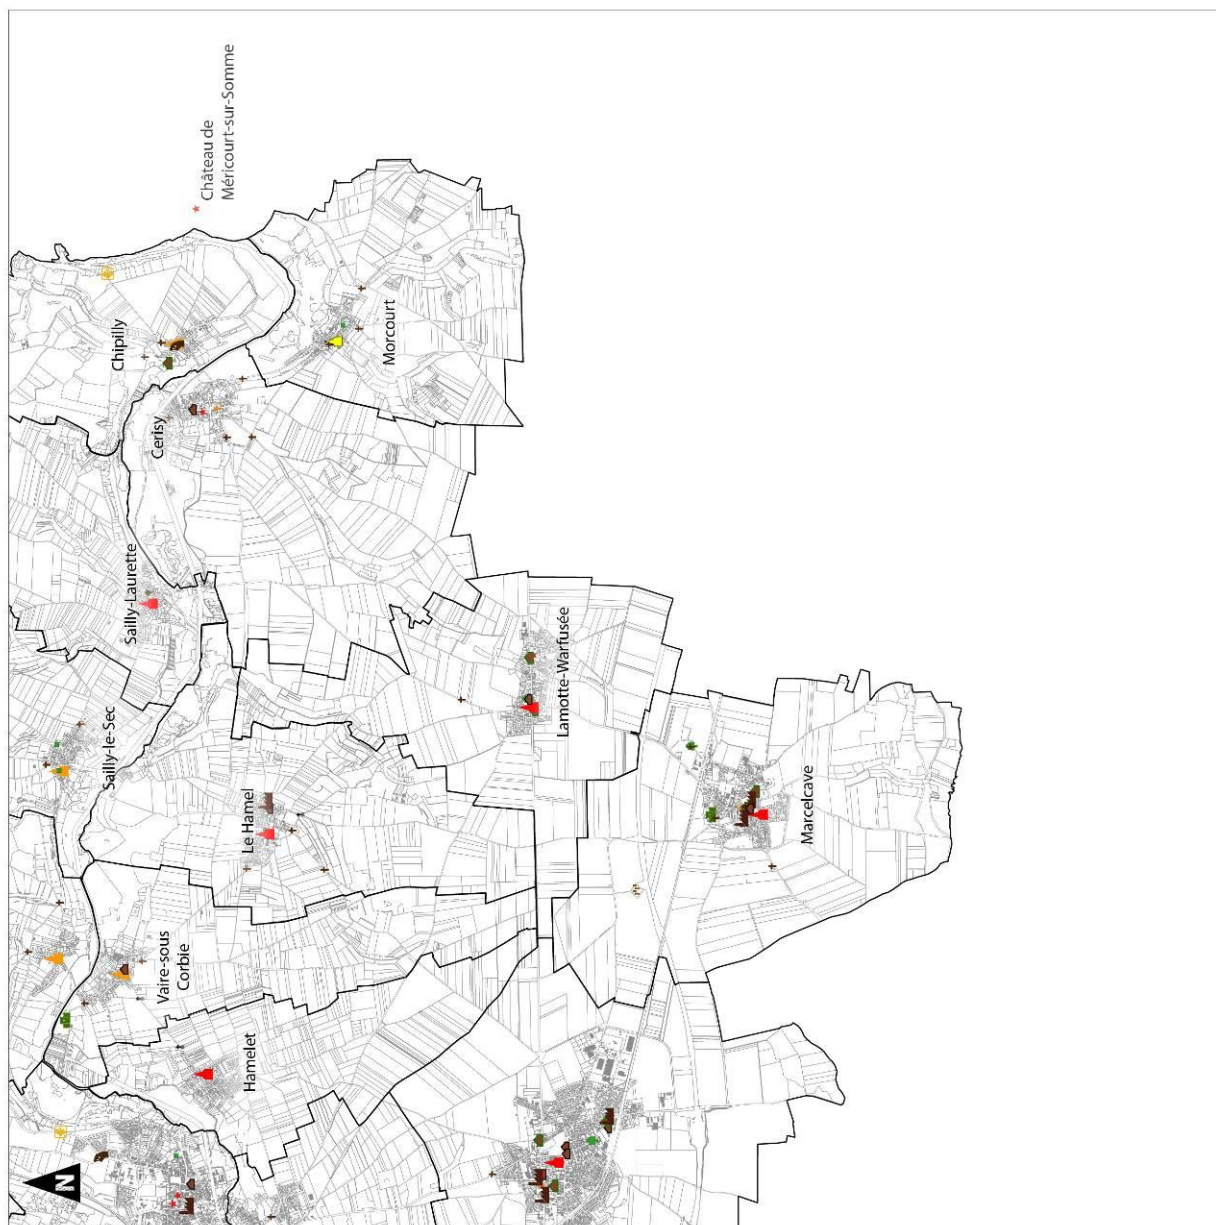 Château de
Méricourt-sur-Somme
Chipilly
Morcourt
Cerisy
Sailly-Laurette
Sailly-le-Sec
Lamotte-Warfusée
Le Hamel
Marcelcave
Vaire-sous
Corbie
Hamelet
N